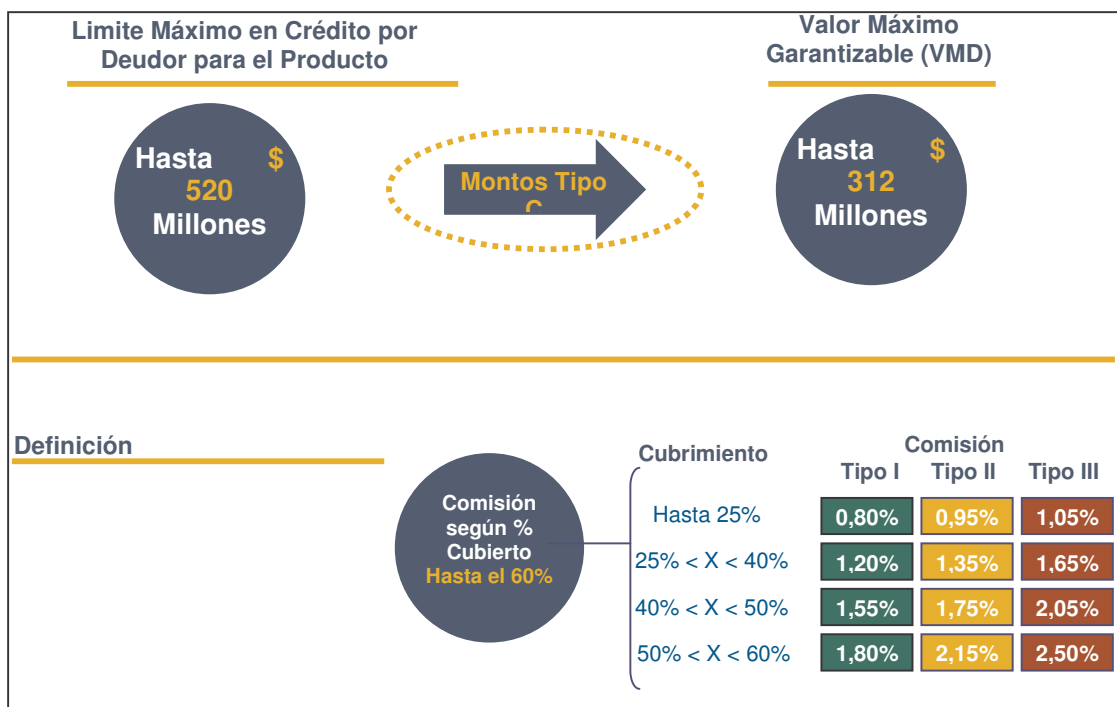 Limite Máximo en Crédito por
Deudor para el Producto
Valor Máximo
Garantizable (VMD)
Hasta $
520
Millones
Montos Tipo
C
Hasta $
312
Millones
Definición
Comisión
según %
Cubierto
Hasta el 60%
Cubrimiento
Comisión
Tipo I Tipo II Tipo III
Hasta 25% 0,80% 0,95% 1,05%
25% < X < 40% 1,20% 1,35% 1,65%
40% < X < 50% 1,55% 1,75% 2,05%
50% < X < 60% 1,80% 2,15% 2,50%